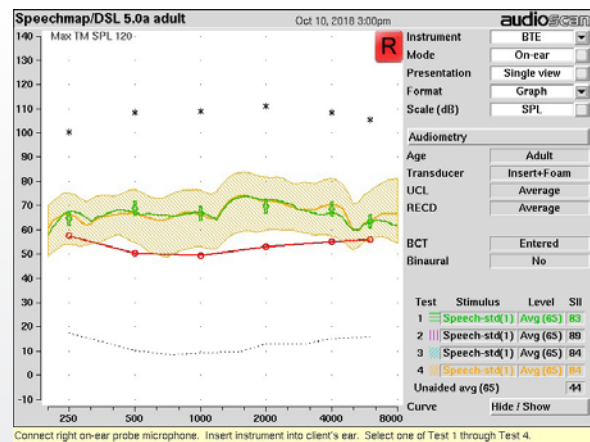 Speechmap/DSL 5.0a adult Oct 10, 2018 3:00pm audioscan
Max TM SPL 120
R
140
130
120
110
100
90
80
70
60
50
40
30
20
10
0
-10
250 500 1000 2000 4000 8000
Instrument BTE
Mode On-ear
Presentation Single view
Format Graph
Scale (dB) SPL
Audiometry
Age Adult
Transducer Insert+Foam
UCL Average
RECD Average
BCT Entered
Binaural No
Test Stimulus Level SII
1 Speech-std(1) Avg (65) 83
2 Speech-std(1) Avg (65) 89
3 Speech-std(1) Avg (65) 84
4 Speech-std(1) Avg (65) 84
Unaided avg (65) 44
Curve Hide / Show
Connect right on-ear probe microphone. Insert instrument into client's ear. Select one of Test 1 through Test 4.